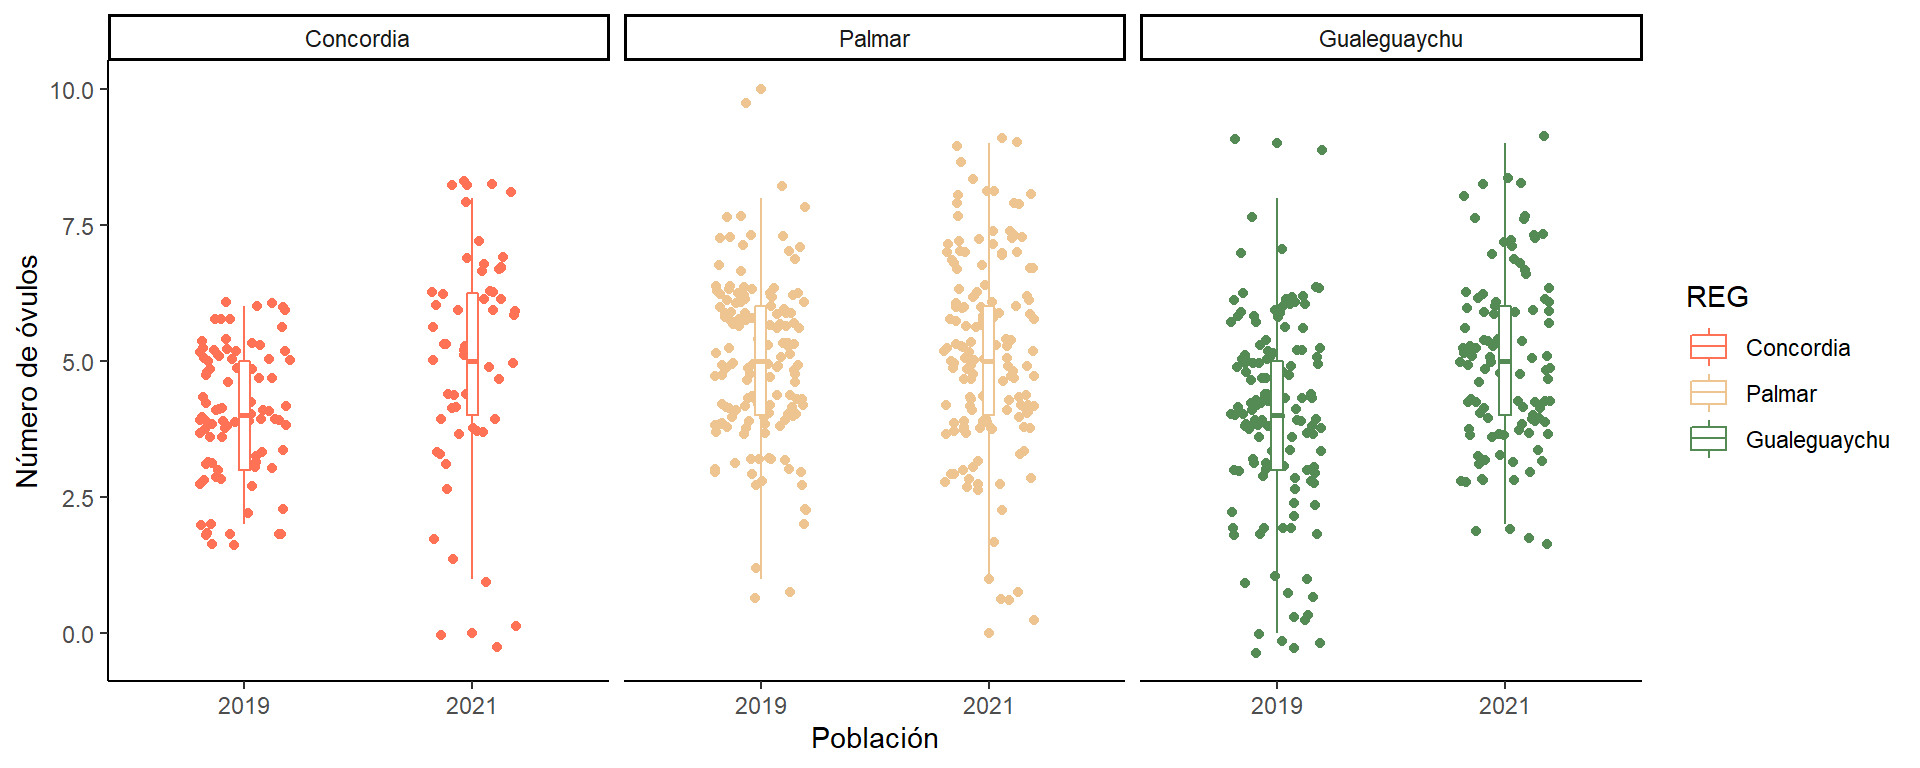 Concordia
Palmar
Gualeguaychu
10.0
7.5
5.0
2.5
0.0
Número de óvulos
2019
2021
2019
2021
2019
2021
Población
REG
Concordia
Palmar
Gualeguaychu